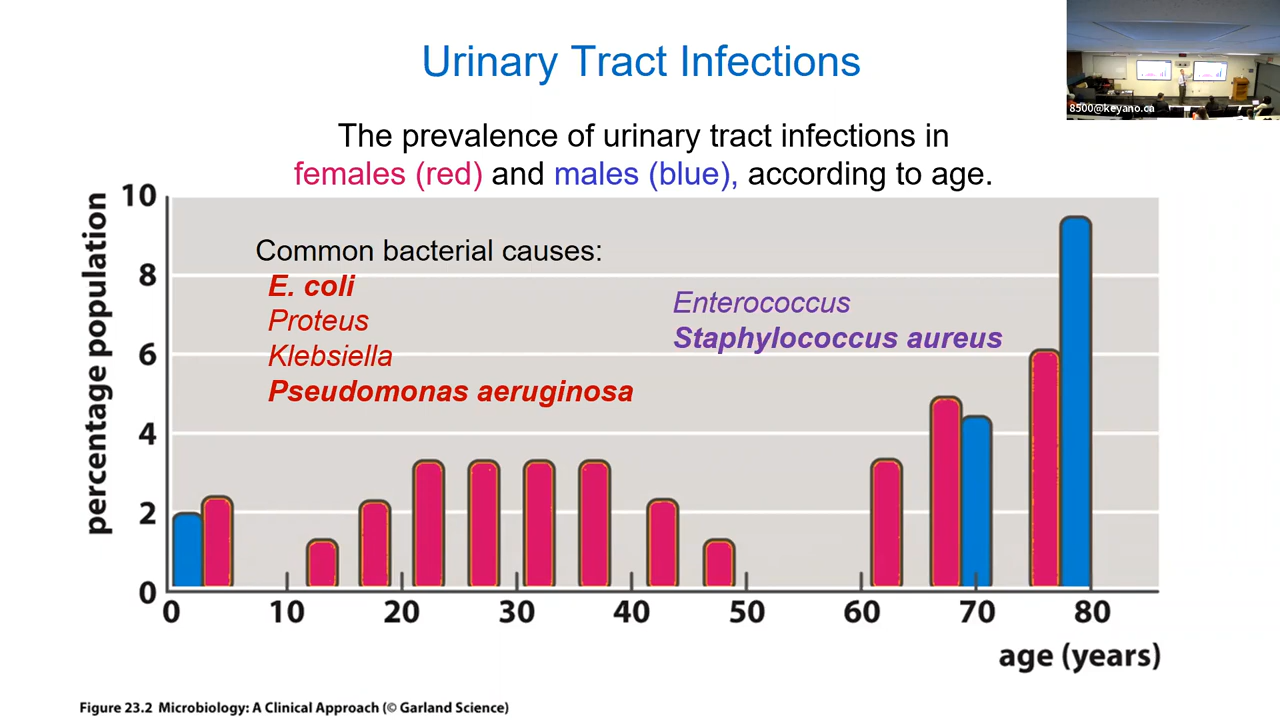 Urinary Tract Infections
8500@keyano.ca
The prevalence of urinary tract infections in
females (red) and males (blue), according to age.
percentage population
10
8
6
4
2
0
Common bacterial causes:
E. coli
Proteus
Klebsiella
Pseudomonas aeruginosa
Enterococcus
Staphylococcus aureus
0 10 20 30 40 50 60 70 80
age (years)
Figure 23.2 Microbiology: A Clinical Approach (© Garland Science)